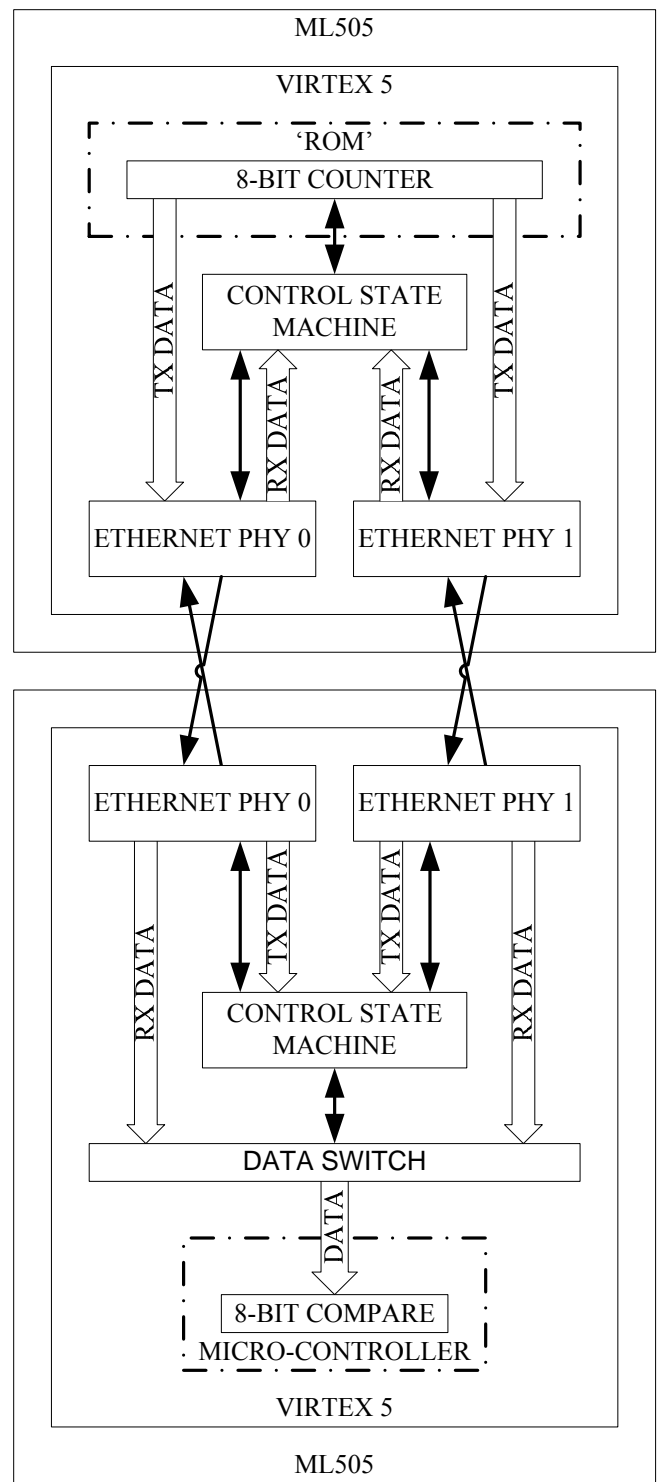 ML505
VIRTEX 5
‘ROM’
8-BIT COUNTER
TX DATA
TX DATA
CONTROL STATE
MACHINE
RX DATA
RX DATA
ETHERNET PHY 0
ETHERNET PHY 1
ETHERNET PHY 0
ETHERNET PHY 1
RX DATA
TX DATA
TX DATA
RX DATA
CONTROL STATE
MACHINE
DATA SWITCH
DATA
8-BIT COMPARE
MICRO-CONTROLLER
VIRTEX 5
ML505